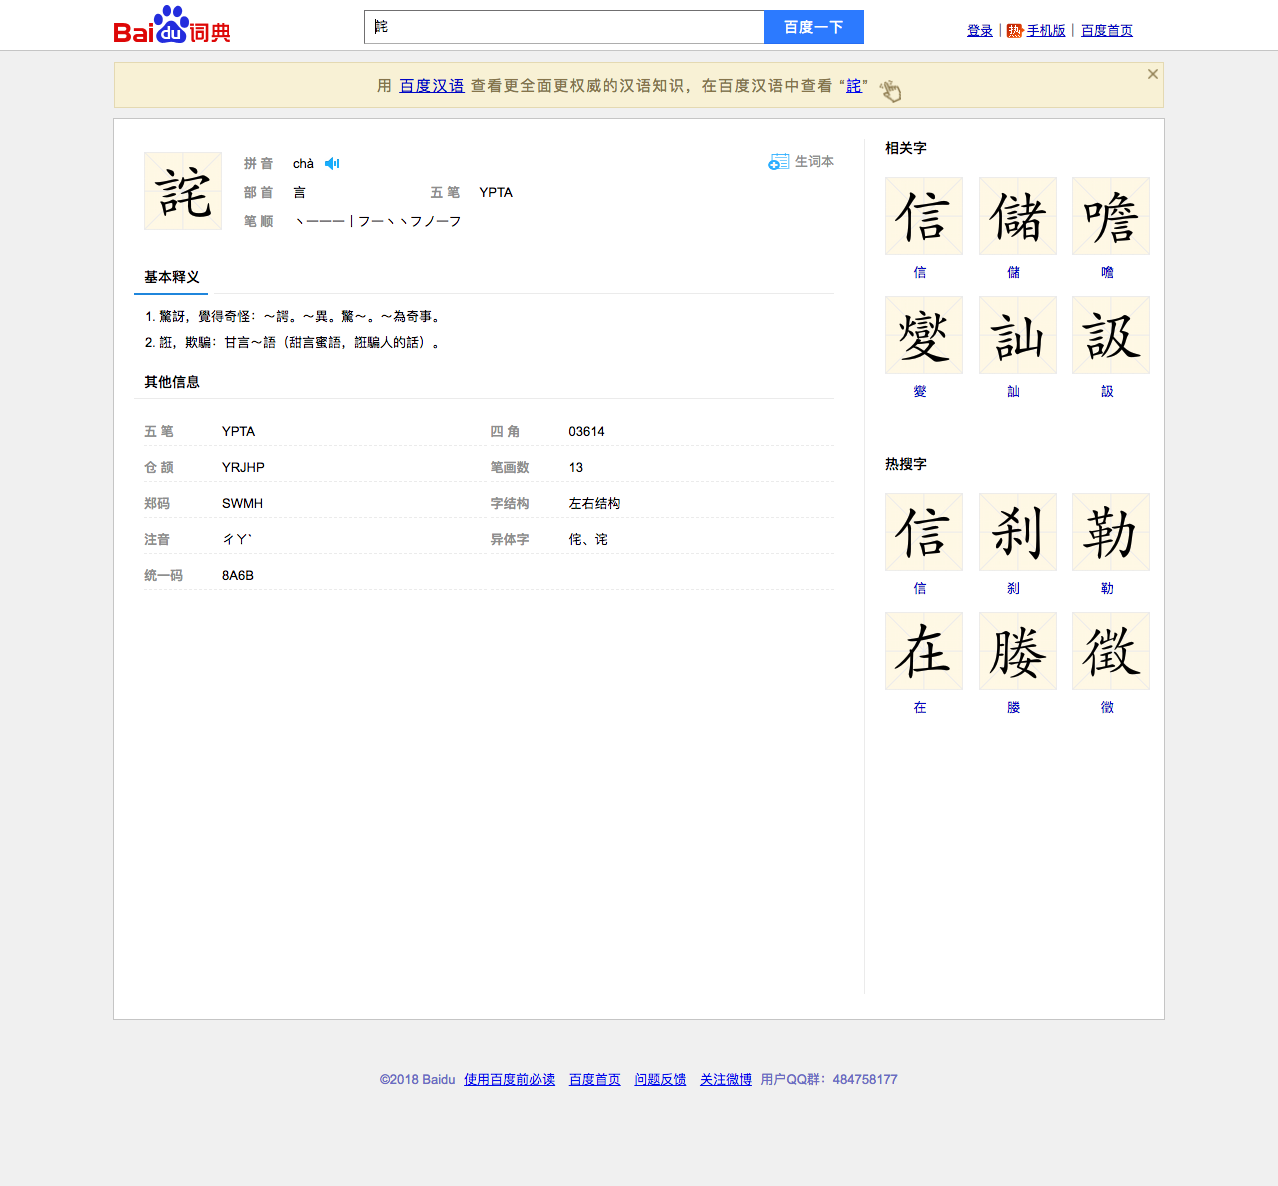 Baidu词典
詫
百度一下
登录 | 热 手机版 | 百度首页
用 百度汉语 查看更全面更权威的汉语知识，在百度汉语中查看 “詫”
詫
拼 音 chà
生词本
部 首 言 五 笔 YPTA
笔 顺 丶一一一丨フ一丶丶フノ一フ
基本释义
1. 驚訝，覺得奇怪：～諤。～異。驚～。～為奇事。
2. 誑，欺騙：甘言～語（甜言蜜語，誑騙人的話）。
其他信息
五 笔 YPTA 四 角 03614
仓 颉 YRJHP 笔画数 13
郑码 SWMH 字结构 左右结构
注音 ㄔㄚˋ 异体字 侘、诧
统一码 8A6B
相关字
信 儲 噡
信 儲 噡
燮 訕 訯
燮 訕 訯
热搜字
信 刹 勒
信 刹 勒
在 媵 徵
在 媵 徵
©2018 Baidu 使用百度前必读 百度首页 问题反馈 关注微博 用户QQ群：484758177